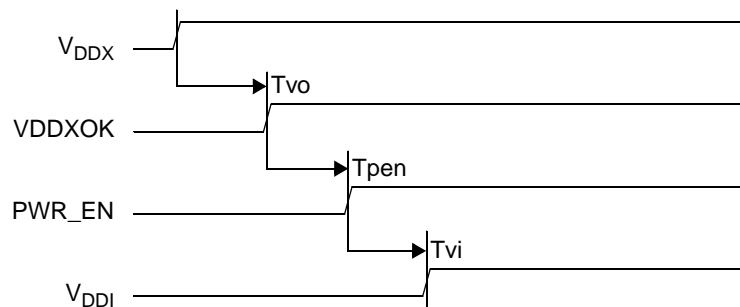 VDDX
Tvo
VDDXOK
Tpen
PWR_EN
Tvi
VDDI